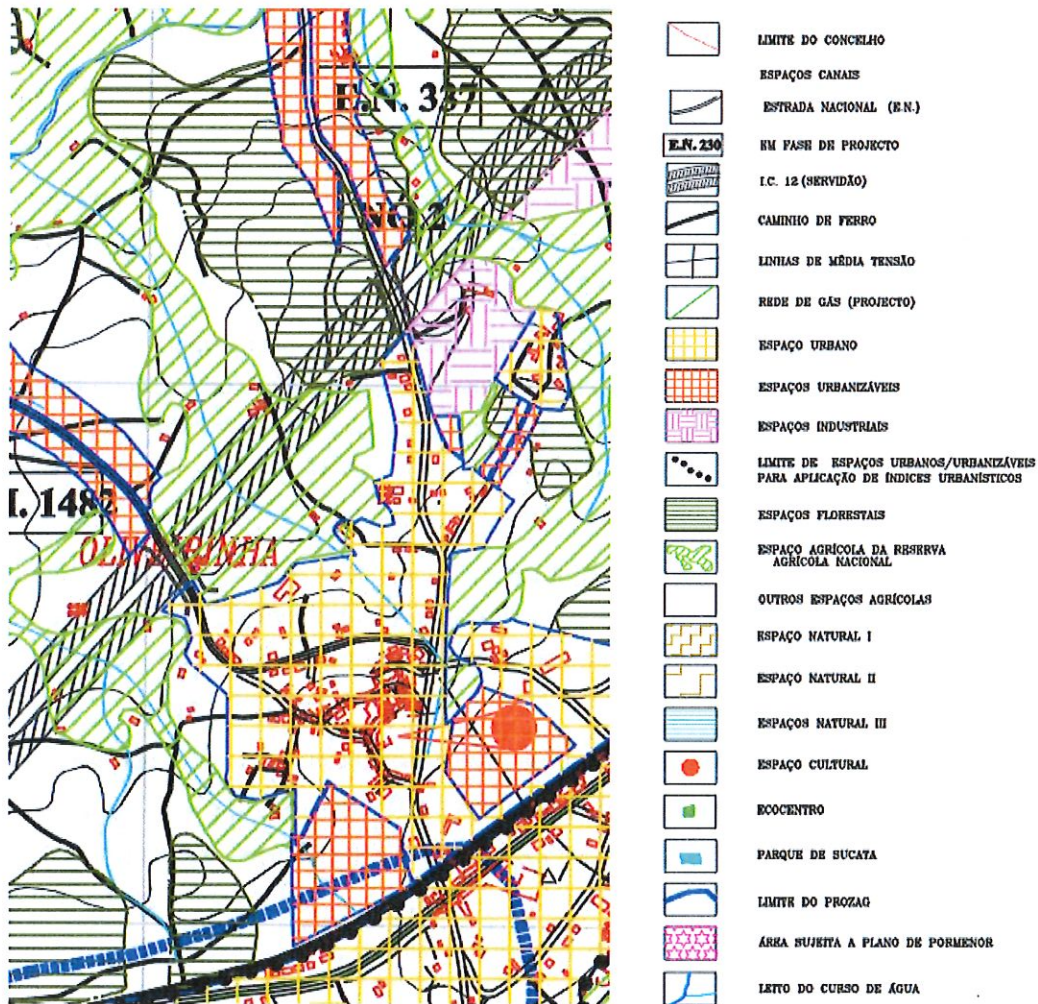 E.N. 337
NO 2
I. 1482
OLIVEIRINHA
LIMITE DO CONCELHO
ESPAÇOS CANAIS
ESTRADA NACIONAL (E.N.)
E.N. 230
EM FASE DE PROJECTO
I.C. 12 (SERVIDÃO)
CAMINHO DE FERRO
LINHAS DE MÉDIA TENSÃO
REDE DE GÁS (PROJECTO)
ESPAÇO URBANO
ESPAÇOS URBANIZÁVEIS
ESPAÇOS INDUSTRIAIS
LIMITE DE ESPAÇOS URBANOS/URBANIZÁVEIS
PARA APLICAÇÃO DE ÍNDICES URBANÍSTICOS
ESPAÇOS FLORESTAIS
ESPAÇO AGRÍCOLA DA RESERVA
AGRÍCOLA NACIONAL
OUTROS ESPAÇOS AGRÍCOLAS
ESPAÇO NATURAL I
ESPAÇO NATURAL II
ESPAÇOS NATURAL III
ESPAÇO CULTURAL
ECOCENTRO
PARQUE DE SUCATA
LIMITE DO PROZAG
ÁREA SUJEITA A PLANO DE PORMENOR
LEITO DO CURSO DE ÁGUA